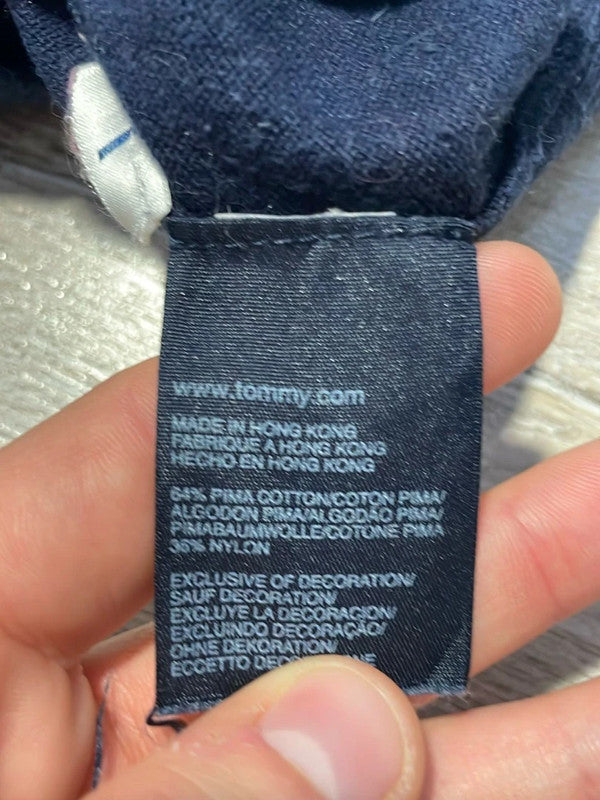 www.tommy.com
MADE IN HONG KONG
FABRIQUE A HONG KONG
HECHO EN HONG KONG
64% PIMA COTTON/COTON PIMA/
ALGODON PIMA/ALGODÃO PIMA/
PIMABAUMWOLLE/COTONE PIMA
36% NYLON
EXCLUSIVE OF DECORATION/
SAUF DECORATION/
EXCLUYE LA DECORACION/
EXCLUINDO DECORAÇÃO/
OHNE DEKORATION/
ECCETTO